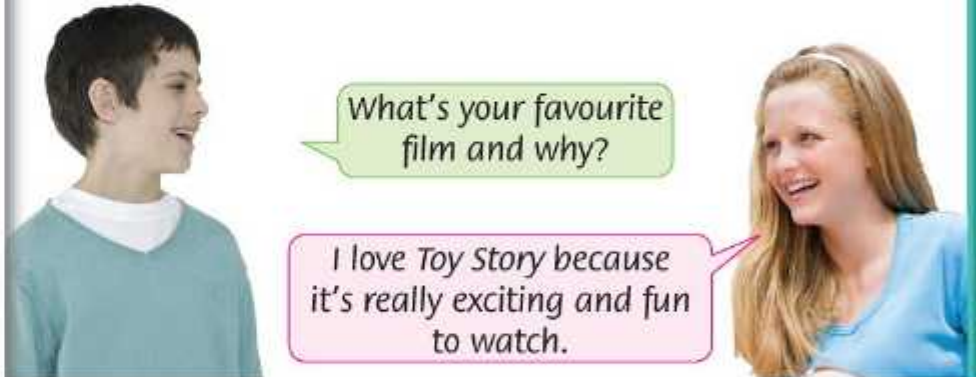 What's your favourite
film and why?
I love Toy Story because
it's really exciting and fun
to watch.